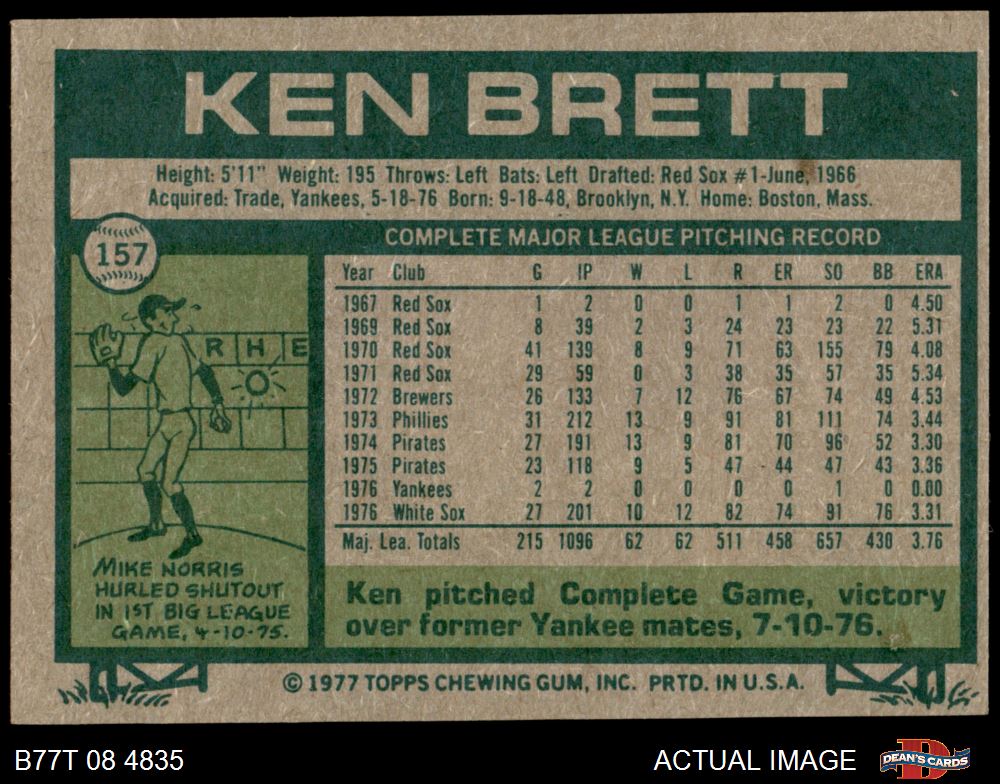 KEN BRETT
Height: 5'11" Weight: 195 Throws: Left Bats: Left Drafted: Red Sox #1-June, 1966
Acquired: Trade, Yankees, 5-18-76 Born: 9-18-48, Brooklyn, N.Y. Home: Boston, Mass.
157
COMPLETE MAJOR LEAGUE PITCHING RECORD
Year Club G IP W L R ER SO BB ERA
1967 Red Sox 1 2 0 0 1 1 2 0 4.50
1969 Red Sox 8 39 2 3 24 23 23 22 5.31
1970 Red Sox 41 139 8 9 71 63 155 79 4.08
1971 Red Sox 29 59 0 3 38 35 57 35 5.34
1972 Brewers 26 133 7 12 76 67 74 49 4.53
1973 Phillies 31 212 13 9 91 81 111 74 3.44
1974 Pirates 27 191 13 9 81 70 96 52 3.30
1975 Pirates 23 118 9 5 47 44 47 43 3.36
1976 Yankees 2 2 0 0 0 0 1 0 0.00
1976 White Sox 27 201 10 12 82 74 91 76 3.31
Maj. Lea. Totals 215 1096 62 62 511 458 657 430 3.76
R H E
O
MIKE NORRIS
HURLED SHUTOUT
IN 1ST BIG LEAGUE
GAME, 4-10-75.
Ken pitched Complete Game, victory
over former Yankee mates, 7-10-76.
© 1977 TOPPS CHEWING GUM, INC. PRTD. IN U.S.A.
B77T 08 4835
ACTUAL IMAGE
D
DEAN'S CARDS